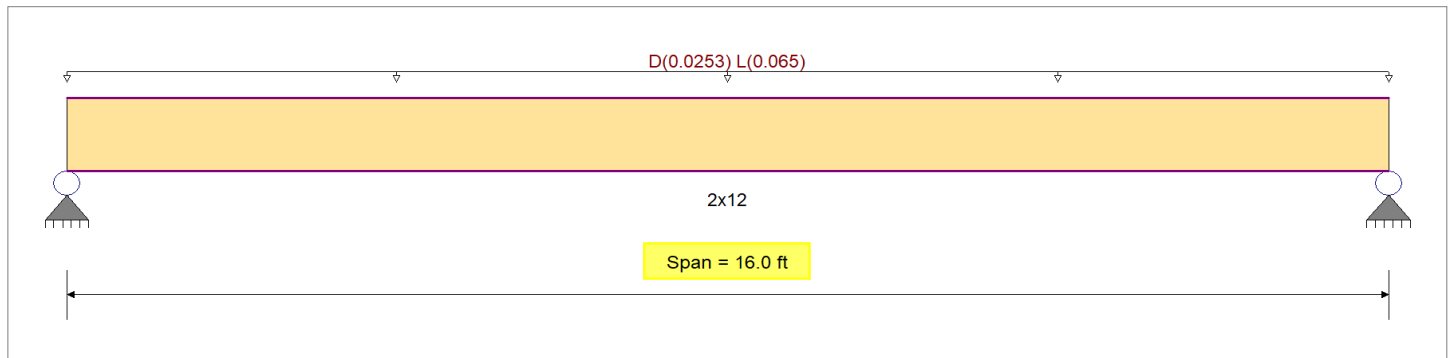 D(0.0253) L(0.065)
2x12
Span = 16.0 ft